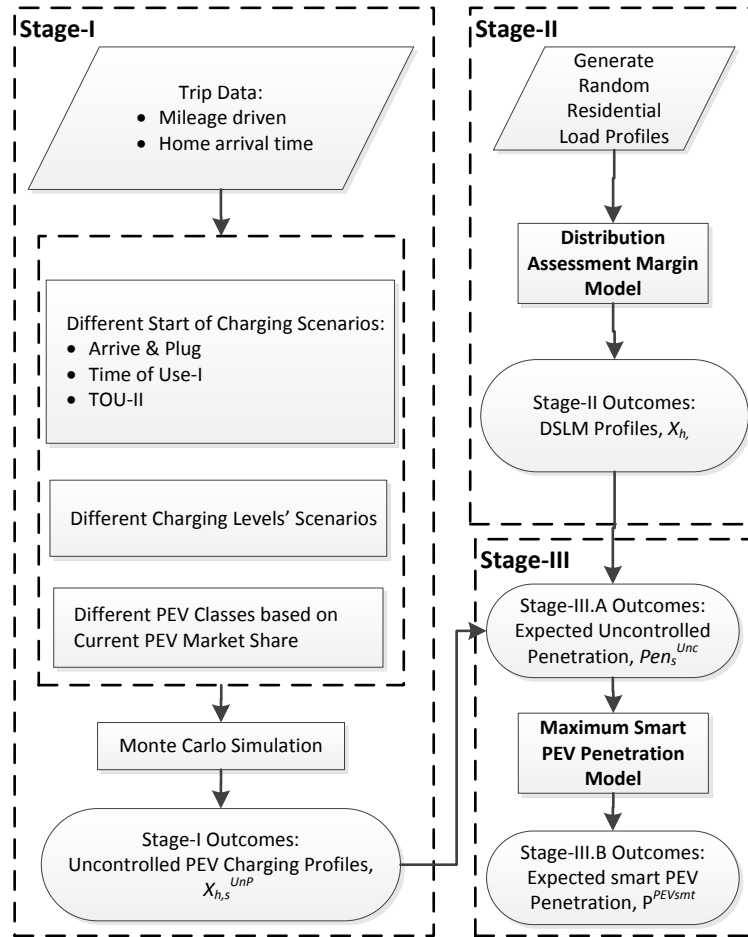 Stage-I
Trip Data:
• Mileage driven
• Home arrival time
Different Start of Charging Scenarios:
• Arrive & Plug
• Time of Use-I
• TOU-II
Different Charging Levels’ Scenarios
Different PEV Classes based on
Current PEV Market Share
Monte Carlo Simulation
Stage-I Outcomes:
Uncontrolled PEV Charging Profiles,
X_{h,s}^{UnP}
Stage-II
Generate
Random
Residential
Load Profiles
Distribution
Assessment Margin
Model
Stage-II Outcomes:
DSLM Profiles, X_{h,}
Stage-III
Stage-III.A Outcomes:
Expected Uncontrolled
Penetration, Pen_{s}^{Unc}
Maximum Smart
PEV Penetration
Model
Stage-III.B Outcomes:
Expected smart PEV
Penetration, P^{PEVsmt}